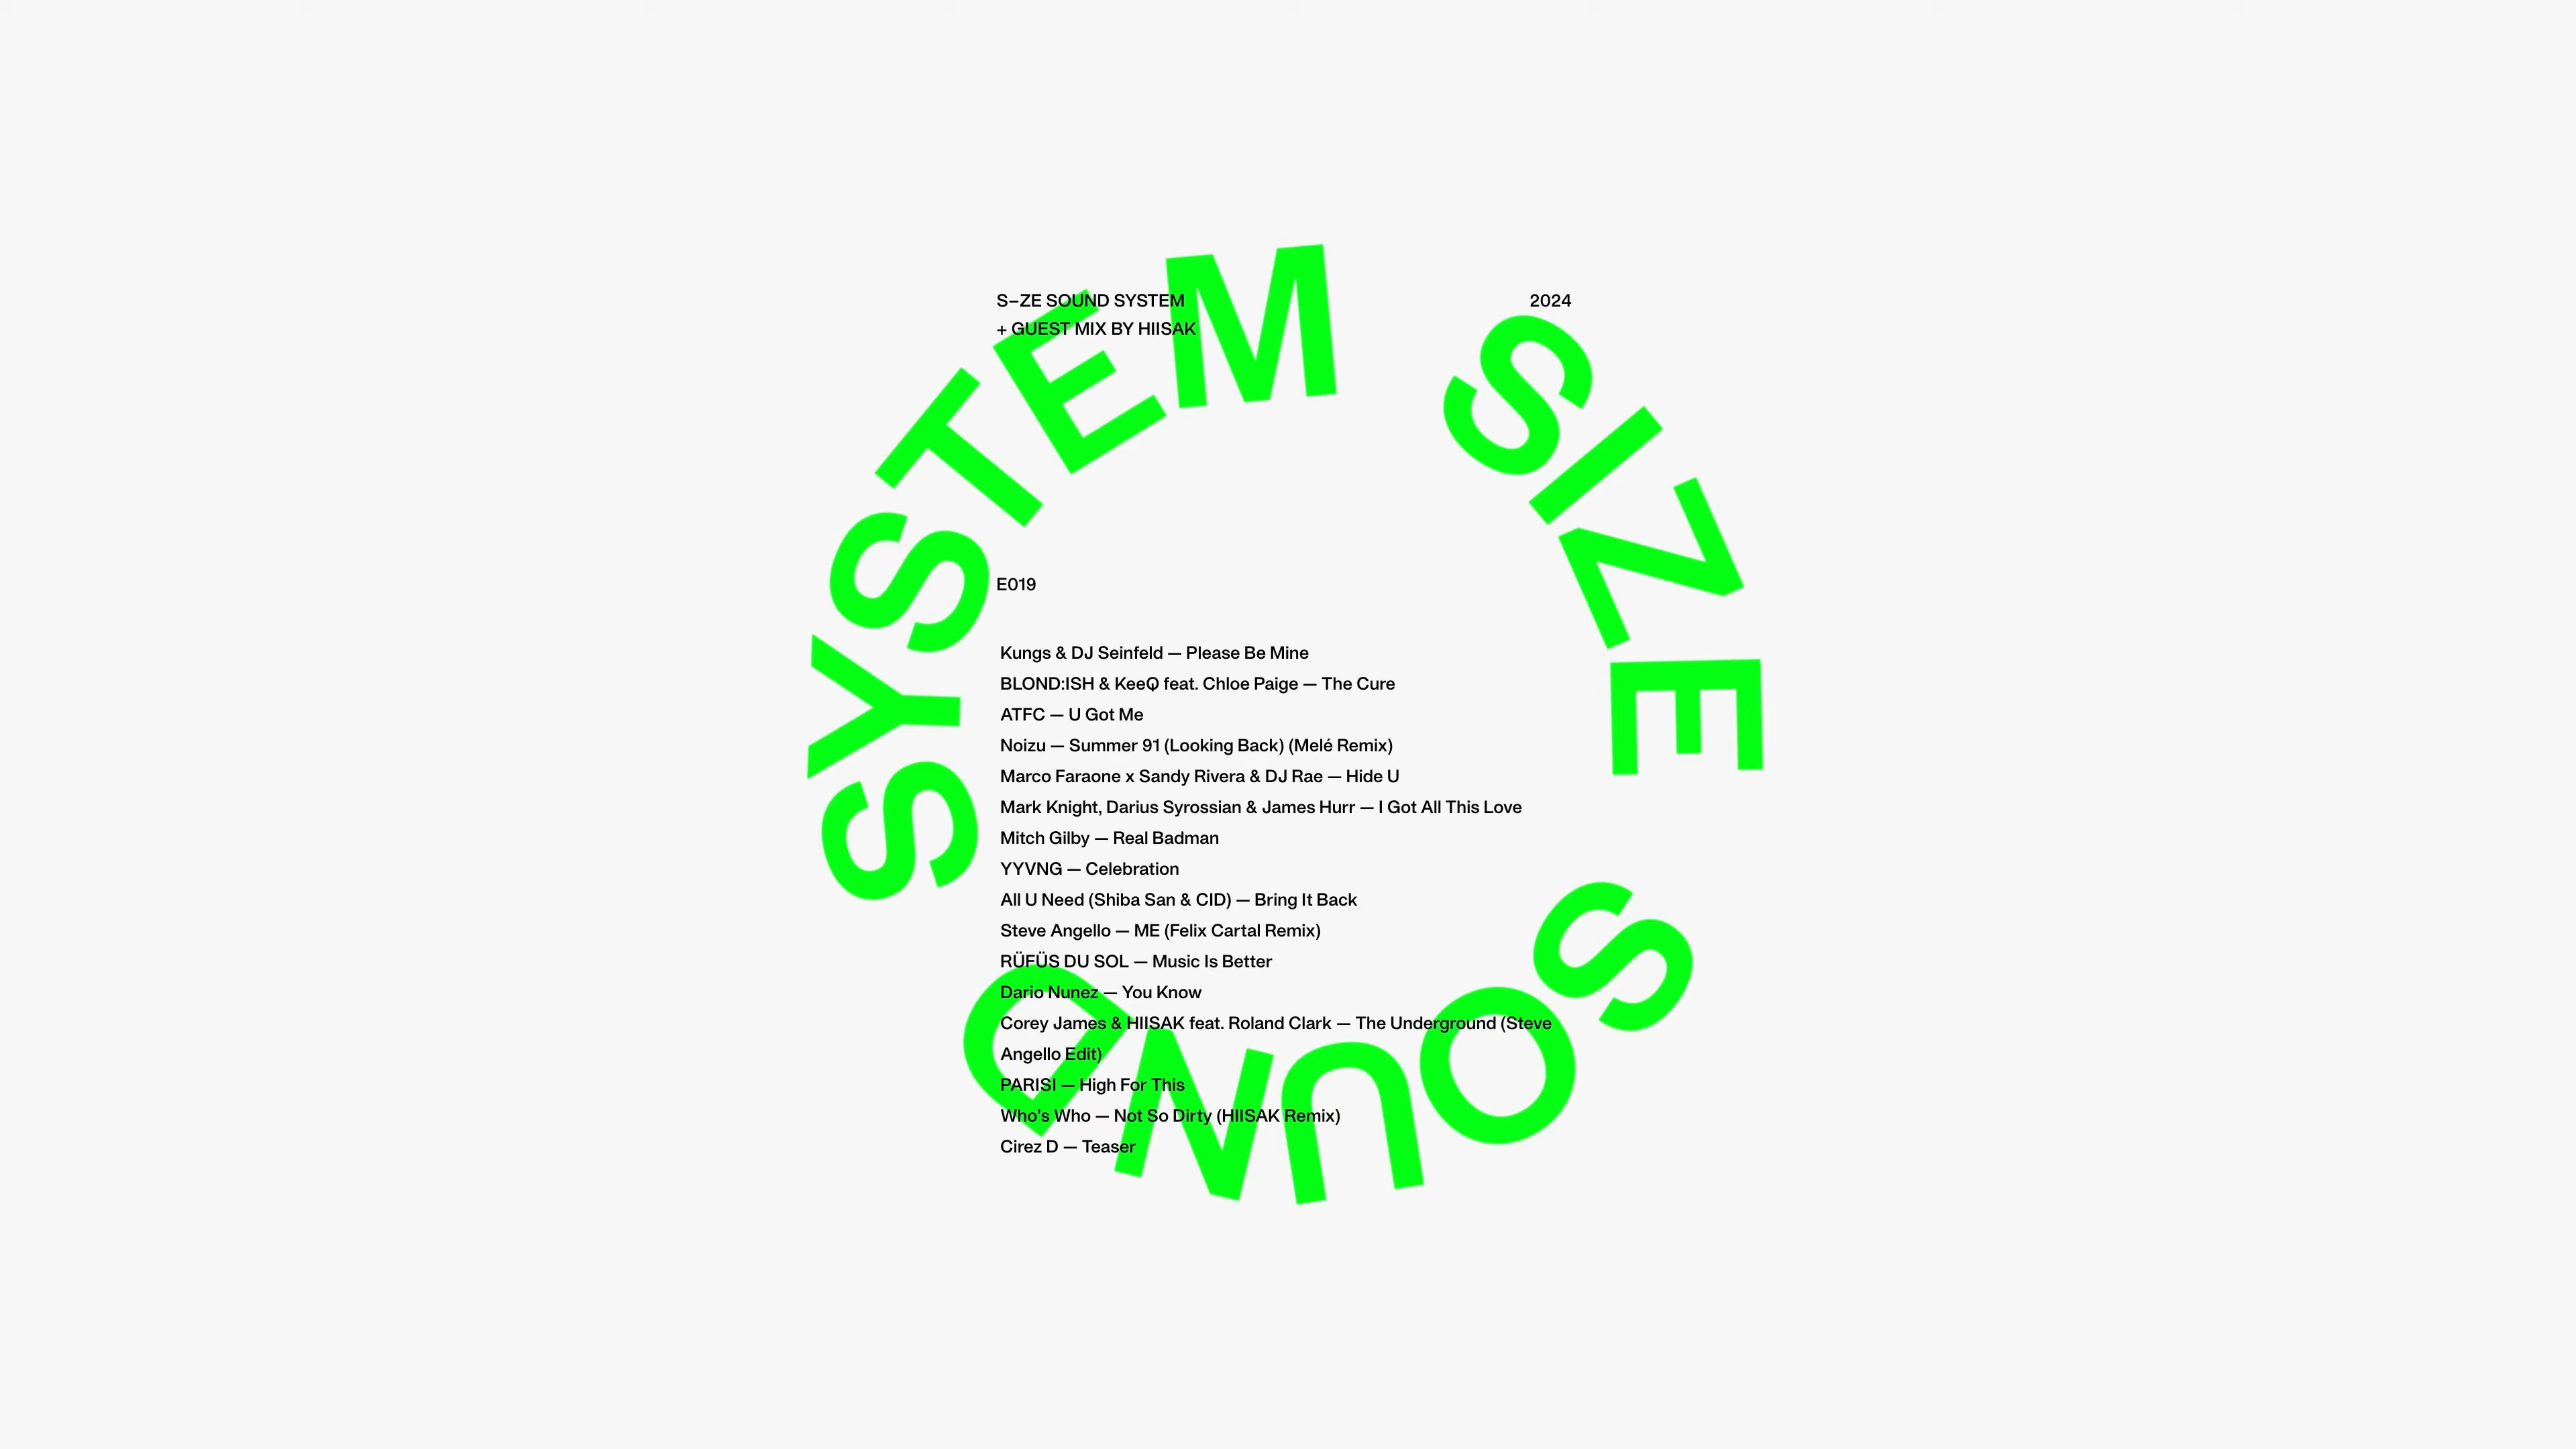 SIZE SOUND SYSTEM
S–ZE SOUND SYSTEM
+ GUEST MIX BY HIISAK
2024
E019
Kungs & DJ Seinfeld — Please Be Mine
BLOND:ISH & KeeQ feat. Chloe Paige — The Cure
ATFC — U Got Me
Noizu — Summer 91 (Looking Back) (Melé Remix)
Marco Faraone x Sandy Rivera & DJ Rae — Hide U
Mark Knight, Darius Syrossian & James Hurr — I Got All This Love
Mitch Gilby — Real Badman
YYVNG — Celebration
All U Need (Shiba San & CID) — Bring It Back
Steve Angello — ME (Felix Cartal Remix)
RÜFÜS DU SOL — Music Is Better
Dario Nunez — You Know
Corey James & HIISAK feat. Roland Clark — The Underground (Steve
Angello Edit)
PARISI — High For This
Who's Who — Not So Dirty (HIISAK Remix)
Cirez D — Teaser